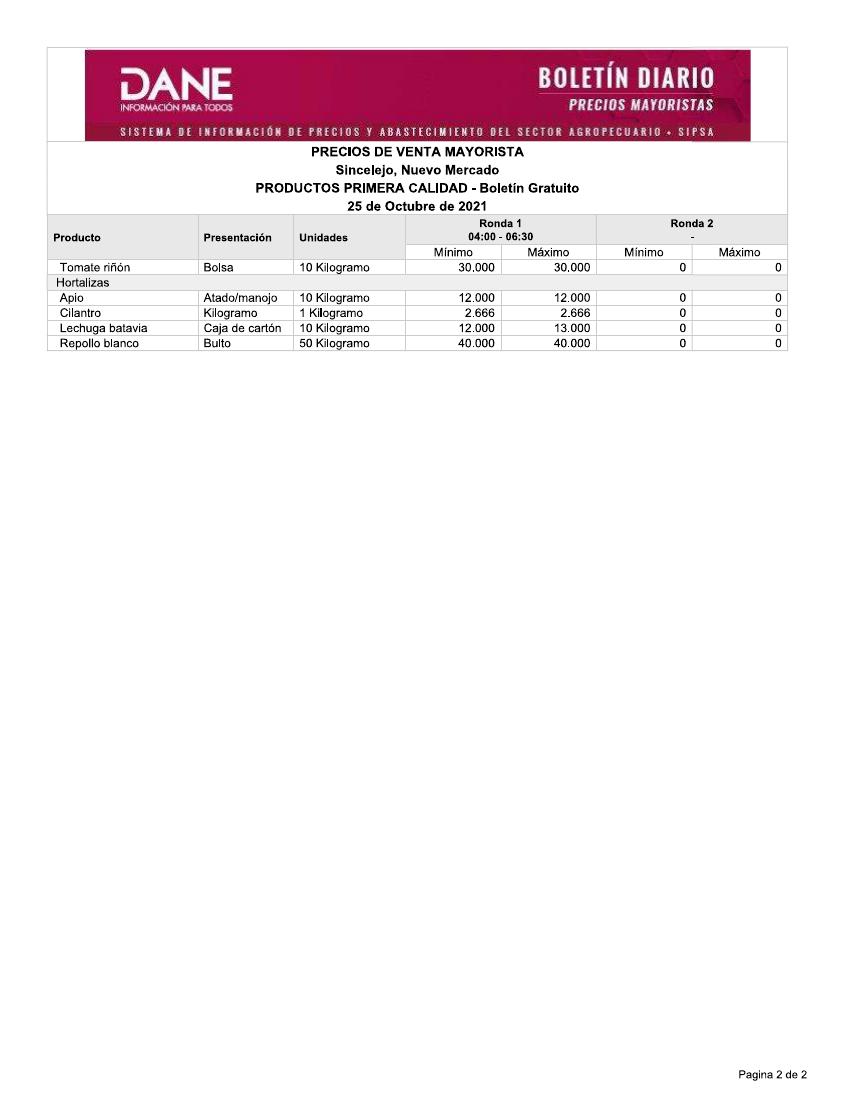 DANE
INFORMACIÓN PARA TODOS
BOLETÍN DIARIO
PRECIOS MAYORISTAS
SISTEMA DE INFORMACIÓN DE PRECIOS Y ABASTECIMIENTO DEL SECTOR AGROPECUARIO • SIPSA
PRECIOS DE VENTA MAYORISTA
Sincelejo, Nuevo Mercado
PRODUCTOS PRIMERA CALIDAD - Boletín Gratuito
25 de Octubre de 2021
Producto Presentación Unidades Ronda 1 Ronda 2
04:00 - 06:30 -
Mínimo Máximo Mínimo Máximo
Tomate riñón Bolsa 10 Kilogramo 30.000 30.000 0 0
Hortalizas
Apio Atado/manojo 10 Kilogramo 12.000 12.000 0 0
Cilantro Kilogramo 1 Kilogramo 2.666 2.666 0 0
Lechuga batavia Caja de cartón 10 Kilogramo 12.000 13.000 0 0
Repollo blanco Bulto 50 Kilogramo 40.000 40.000 0 0
Pagina 2 de 2